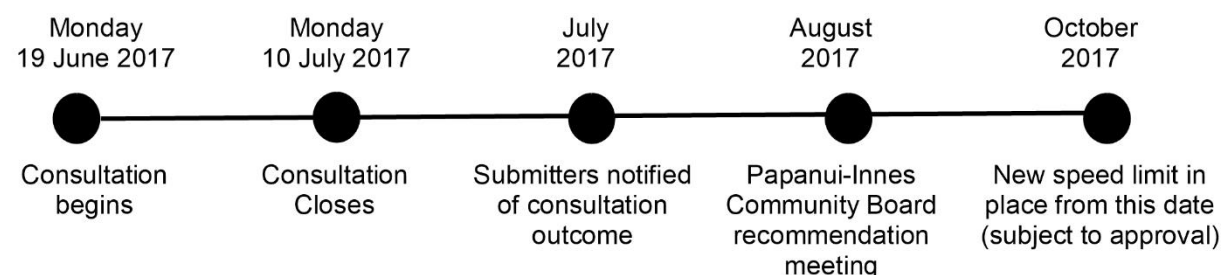 Monday
19 June 2017
Monday
10 July 2017
July
2017
August
2017
October
2017
Consultation
begins
Consultation
Closes
Submitters notified
of consultation
outcome
Papanui-Innes
Community Board
recommendation
meeting
New speed limit in
place from this date
(subject to approval)